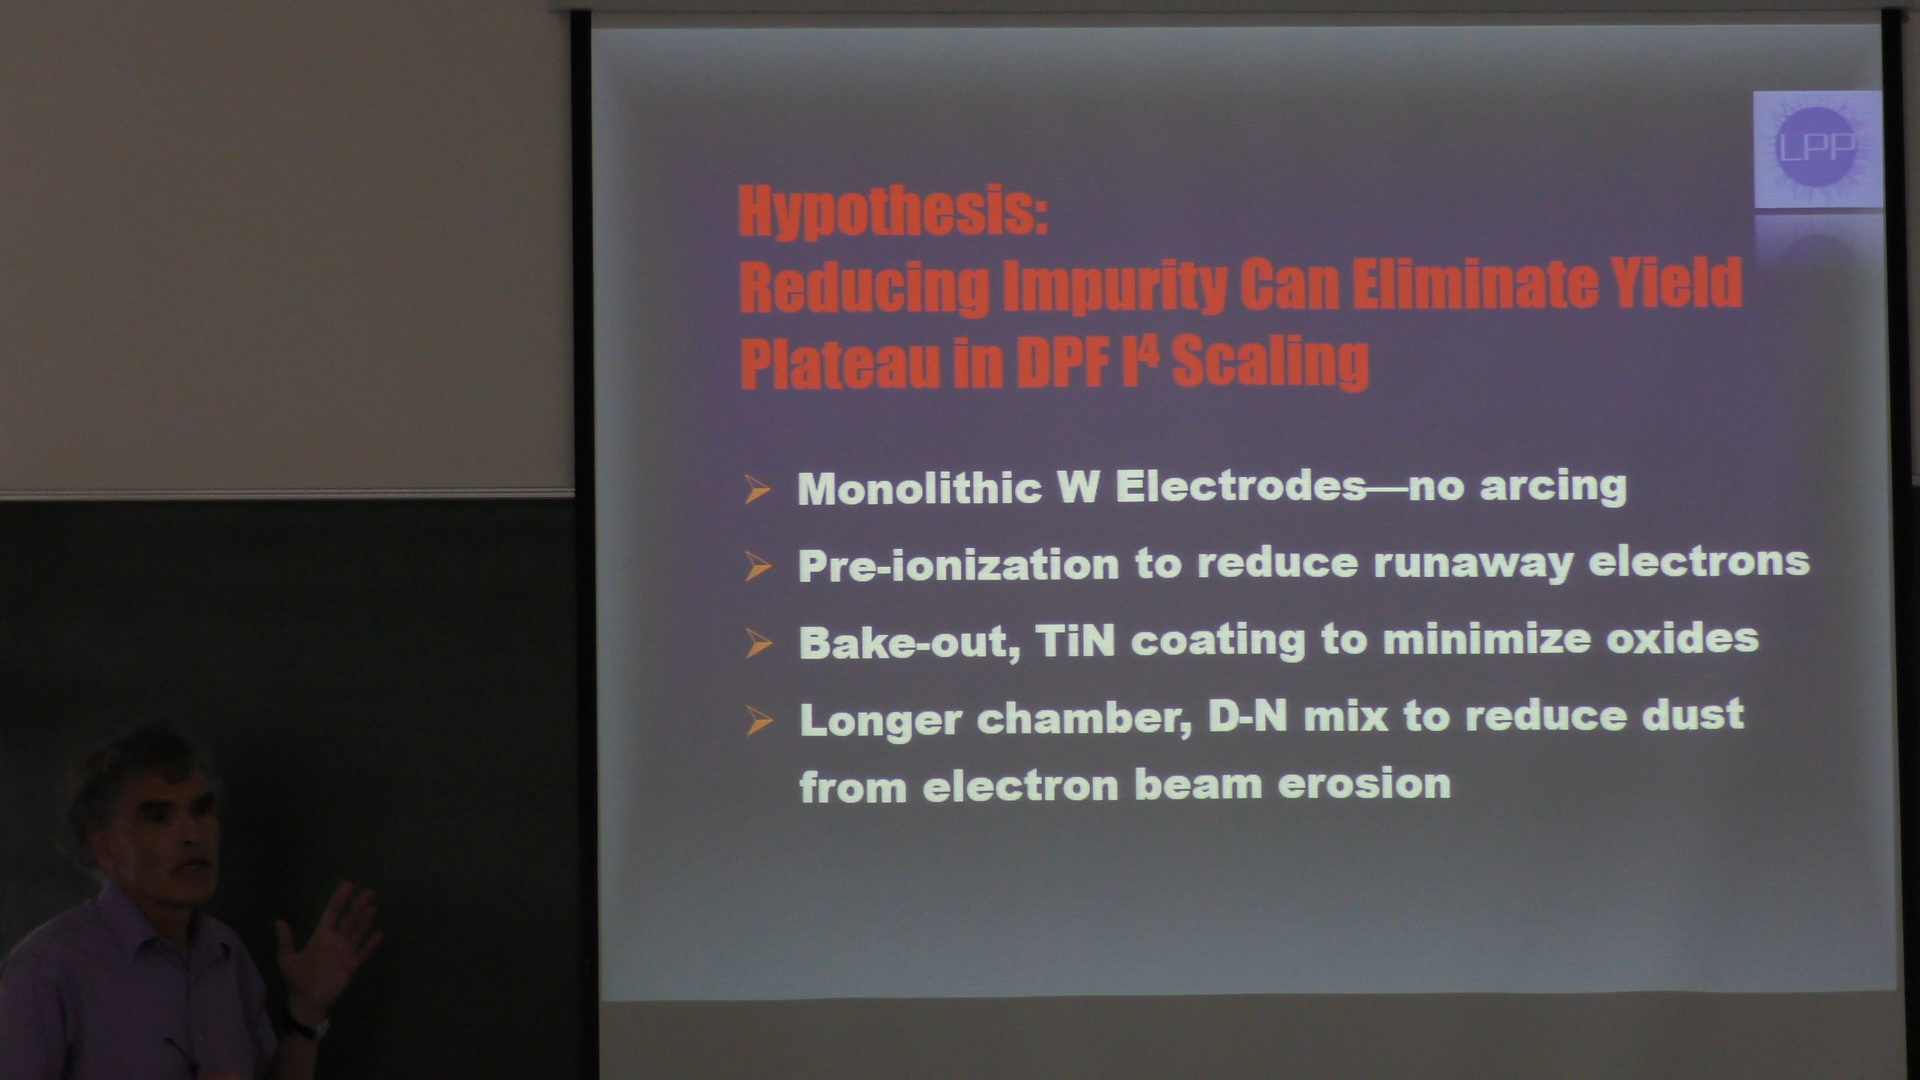 LPP
Hypothesis:
Reducing Impurity Can Eliminate Yield
Plateau in DPF I⁴ Scaling
Monolithic W Electrodes—no arcing
Pre-ionization to reduce runaway electrons
Bake-out, TiN coating to minimize oxides
Longer chamber, D-N mix to reduce dust
from electron beam erosion